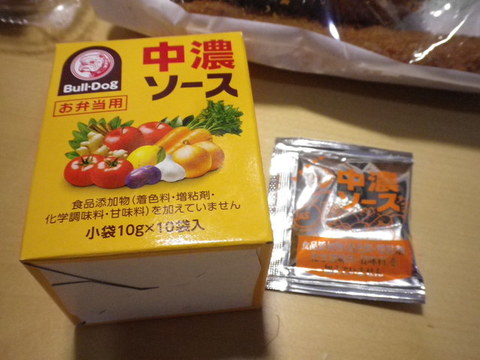 Bull-Dog
中濃
ソース
お弁当用
食品添加物(着色料・増粘剤・
化学調味料・甘味料)を加えていません
小袋10g×10袋入
中濃
ソース